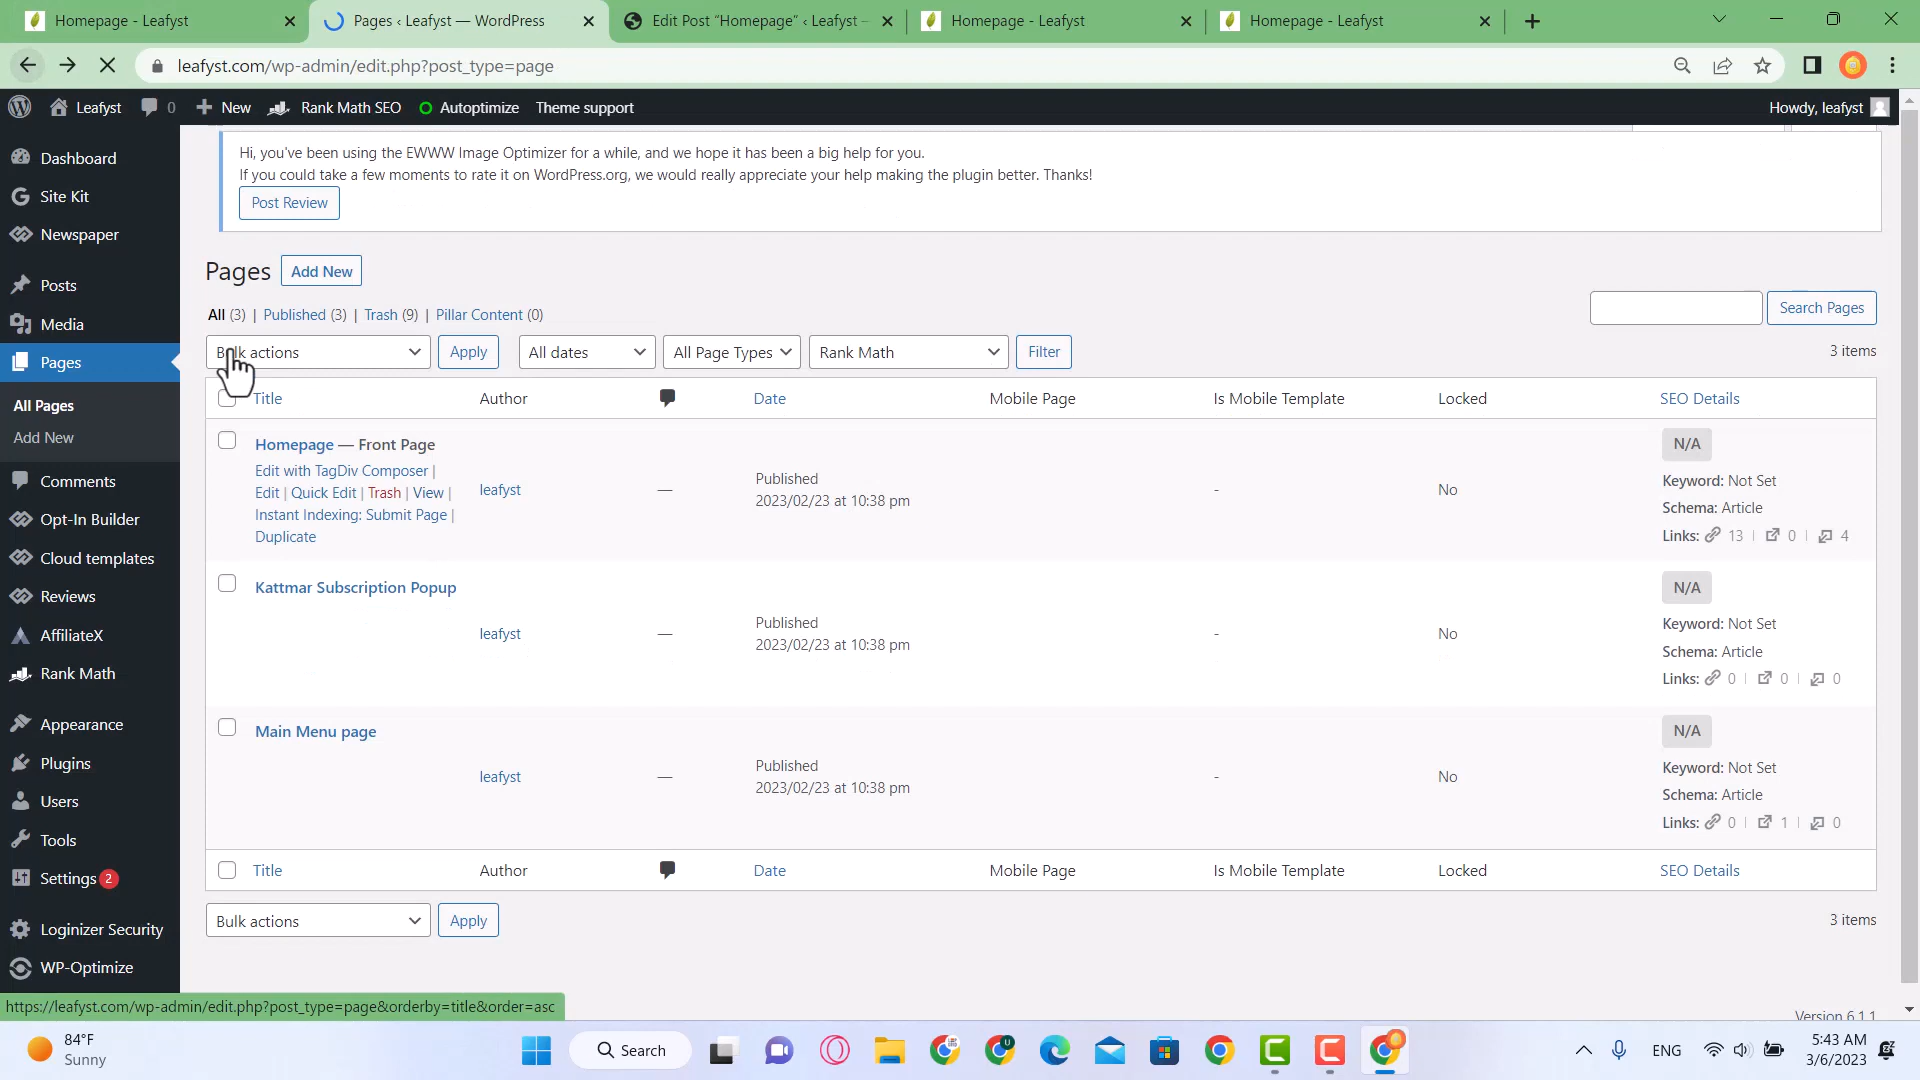 Homepage - Leafyst
Pages ‹ Leafyst — WordPress
Edit Post “Homepage” ‹ Leafyst —
Homepage - Leafyst
Homepage - Leafyst
leafyst.com/wp-admin/edit.php?post_type=page
Leafyst
0
New
Rank Math SEO
Autoptimize
Theme support
Howdy, leafyst
Dashboard
Site Kit
Newspaper
Posts
Media
Pages
All Pages
Add New
Comments
Opt-In Builder
Cloud templates
Reviews
AffiliateX
Rank Math
Appearance
Plugins
Users
Tools
Settings 2
Loginizer Security
WP-Optimize
Hi, you've been using the EWWW Image Optimizer for a while, and we hope it has been a big help for you.
If you could take a few moments to rate it on WordPress.org, we would really appreciate your help making the plugin better. Thanks!
Post Review
Pages Add New
All (3) | Published (3) | Trash (9) | Pillar Content (0)
Search Pages
Bulk actions Apply All dates All Page Types Rank Math Filter 3 items
Title Author Date Mobile Page Is Mobile Template Locked SEO Details
Homepage — Front Page
Edit with TagDiv Composer |
Edit | Quick Edit | Trash | View |
Instant Indexing: Submit Page |
Duplicate
leafyst
—
Published
2023/02/23 at 10:38 pm
-
No
N/A
Keyword: Not Set
Schema: Article
Links: 13 | 0 | 4
Kattmar Subscription Popup
leafyst
—
Published
2023/02/23 at 10:38 pm
-
No
N/A
Keyword: Not Set
Schema: Article
Links: 0 | 0 | 0
Main Menu page
leafyst
—
Published
2023/02/23 at 10:38 pm
-
No
N/A
Keyword: Not Set
Schema: Article
Links: 0 | 1 | 0
Title Author Date Mobile Page Is Mobile Template Locked SEO Details
Bulk actions Apply 3 items
Version 6.1.1
https://leafyst.com/wp-admin/edit.php?post_type=page&orderby=title&order=asc
84°F
Sunny
Search
ENG
5:43 AM
3/6/2023